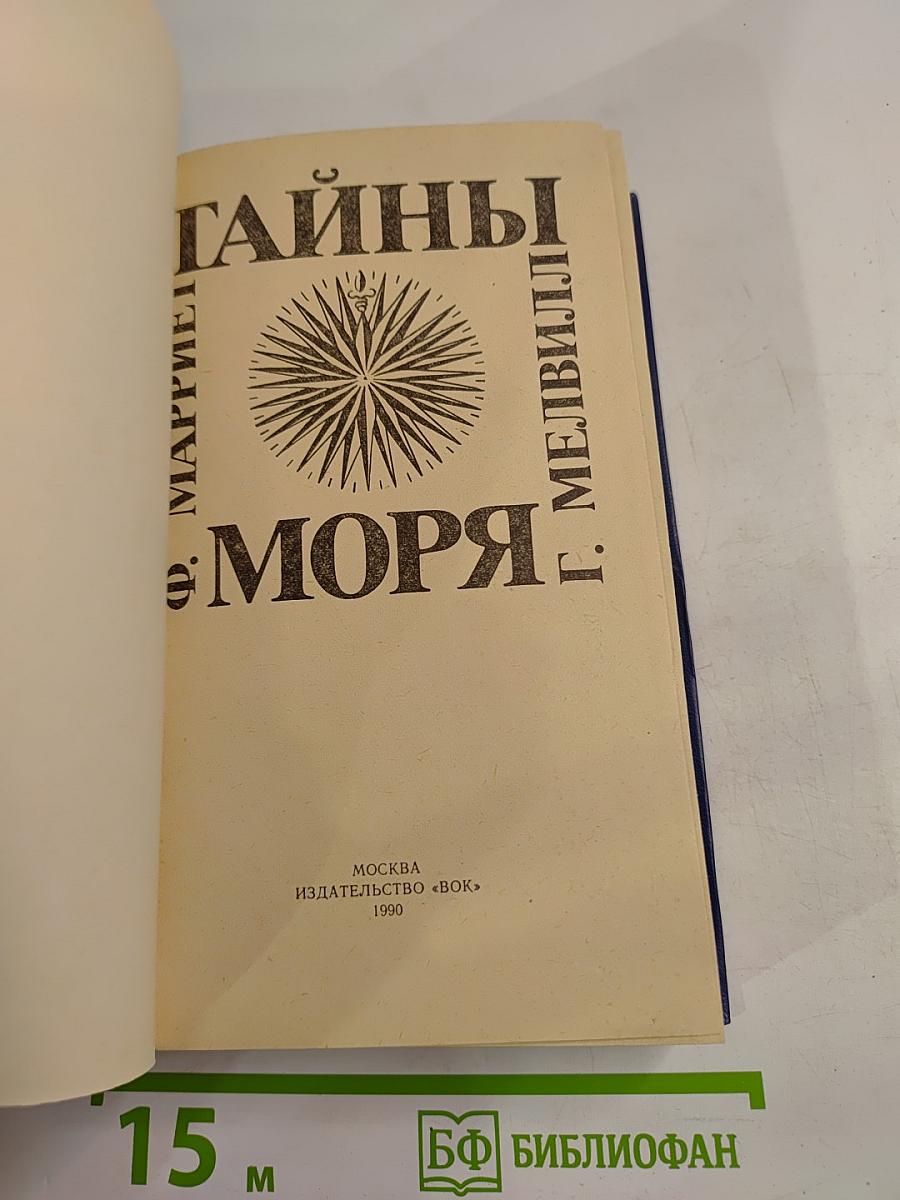 ТАЙНЫ
Ф. МАРРИЕТ
Г. МЕЛВИЛЛ
МОРЯ
МОСКВА
ИЗДАТЕЛЬСТВО «ВОК»
1990
15 м
БФ БИБЛИОФАН